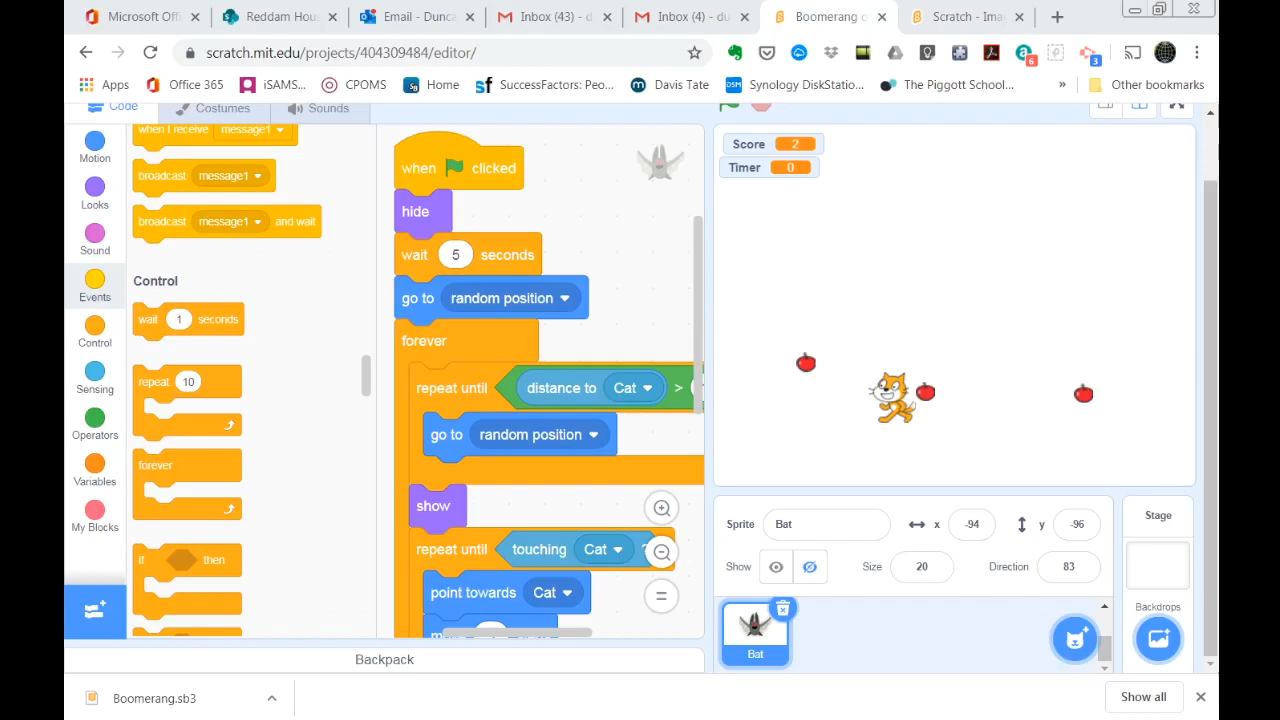 Microsoft Offi
Reddam Hou
Email - Dunca
Inbox (43) - d
Inbox (4) - du
Boomerang o
Scratch - Ima
scratch.mit.edu/projects/404309484/editor/
6
3
Apps
Office 365
iSAMS...
CPOMS
Home
SuccessFactors: Peo...
Davis Tate
Synology DiskStation...
The Piggott School...
»
Other bookmarks
Code
Costumes
Sounds
Motion
Looks
Sound
Events
Control
Sensing
Operators
Variables
My Blocks
when I receive message1
broadcast message1
broadcast message1 and wait
Control
wait 1 seconds
repeat 10
forever
if then
when clicked
hide
wait 5 seconds
go to random position
forever
repeat until distance to Cat >
go to random position
show
repeat until touching Cat ?
point towards Cat
Score 2
Timer 0
Sprite Bat x -94 y -96
Show Size 20 Direction 83
Bat
Stage
Backdrops
Backpack
Boomerang.sb3
Show all